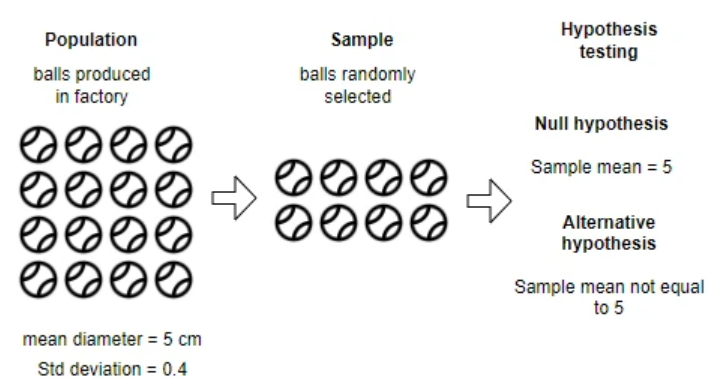 Population
balls produced
in factory
mean diameter = 5 cm
Std deviation = 0.4
Sample
balls randomly
selected
Hypothesis
testing
Null hypothesis
Sample mean = 5
Alternative
hypothesis
Sample mean not equal
to 5